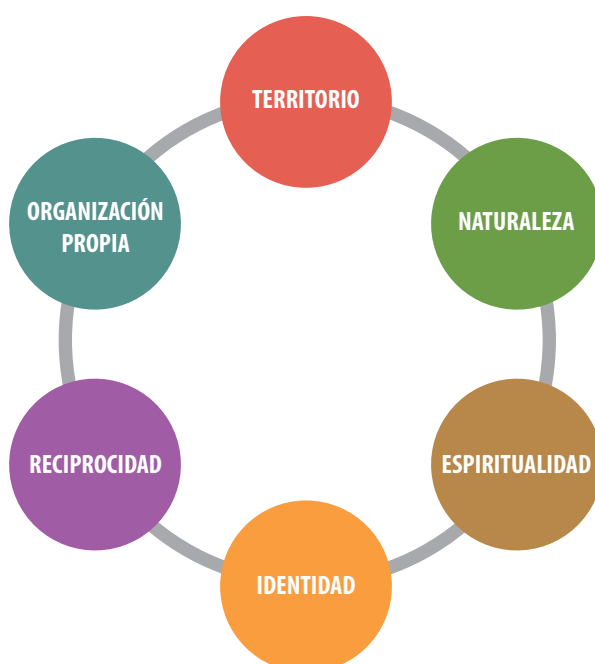 TERRITORIO
NATURALEZA
ESPIRITUALIDAD
IDENTIDAD
RECIPROCIDAD
ORGANIZACIÓN
PROPIA